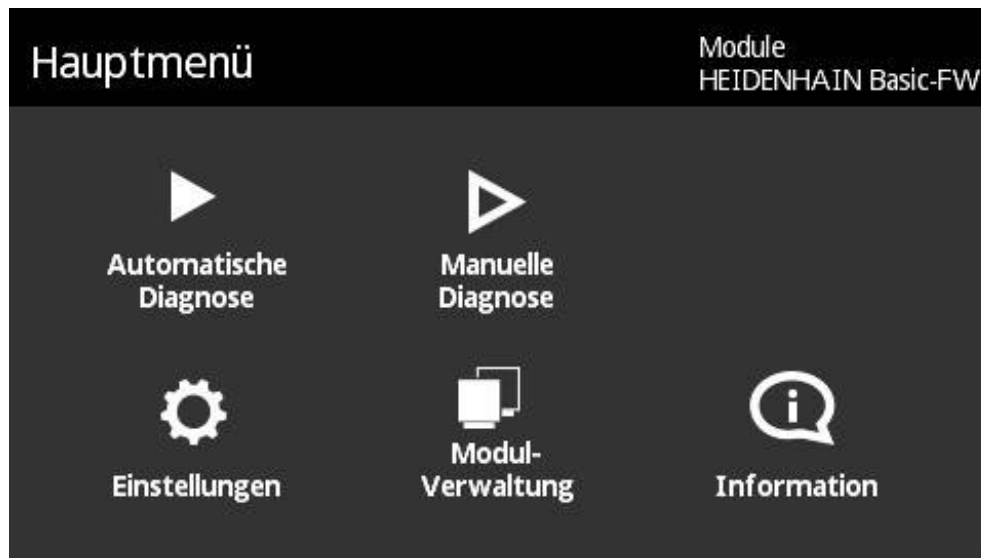 Hauptmenü
Module
HEIDENHAIN Basic-FW
Automatische
Diagnose
Manuelle
Diagnose
Einstellungen
Modul-
Verwaltung
Information